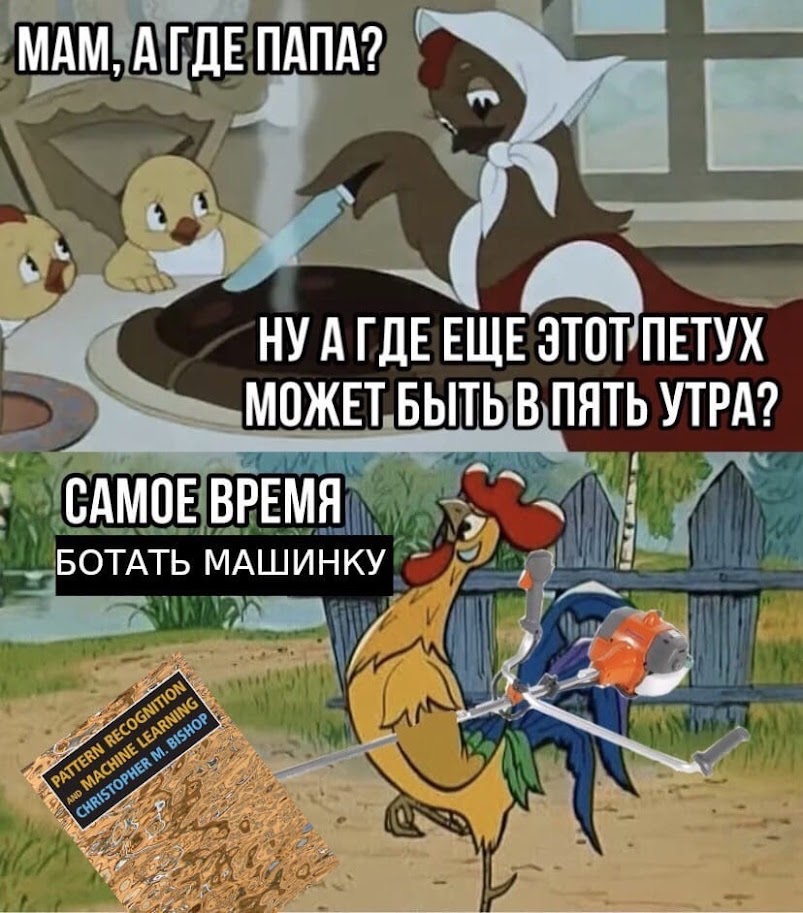 МАМ, А ГДЕ ПАПА?
НУ А ГДЕ ЕЩЕ ЭТОТ ПЕТУХ
МОЖЕТ БЫТЬ В ПЯТЬ УТРА?
САМОЕ ВРЕМЯ
БОТАТЬ МАШИНКУ
PATTERN RECOGNITION
AND MACHINE LEARNING
CHRISTOPHER M. BISHOP